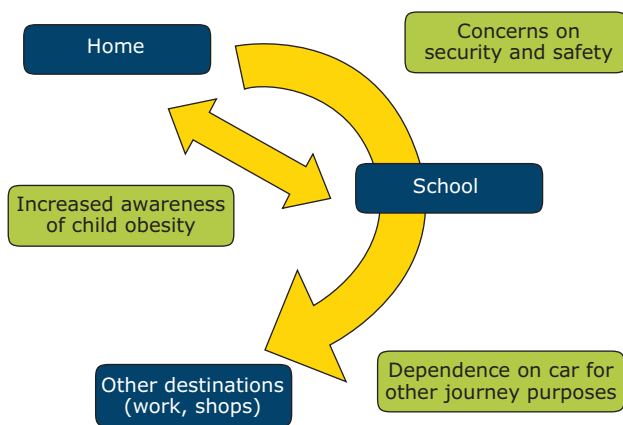 Home
Concerns on
security and safety
School
Increased awareness
of child obesity
Other destinations
(work, shops)
Dependence on car for
other journey purposes